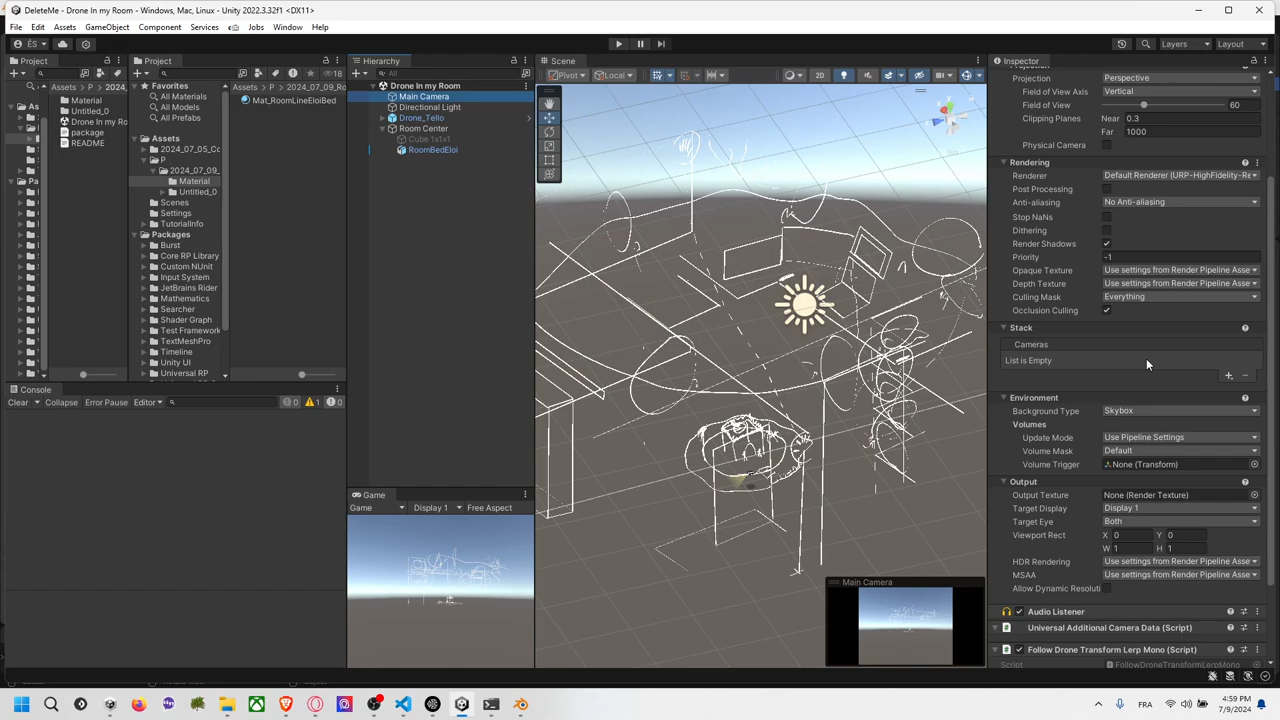 DeleteMe - Drone In my Room - Windows, Mac, Linux - Unity 2022.3.32f1 <DX11>
File Edit Assets GameObject Component Services Jobs Window Help
ÉS Layers Layout
Project
Assets P 2024_
As
Material
Untitled_0
Drone In my Ro
package
README
Pa
Project
18
Favorites
All Materials
All Models
All Prefabs
Assets
2024_07_05_Co
P
2024_07_09_
Material
Untitled_0
Scenes
Settings
TutorialInfo
Packages
Burst
Core RP Library
Custom NUnit
Input System
JetBrains Rider
Mathematics
Searcher
Shader Graph
Test Framework
TextMeshPro
Timeline
Unity UI
Universal RP
Assets P 2024_07_09_Ro
Mat_RoomLineEloiBed
Console
Clear Collapse Error Pause Editor 0 1 0
Hierarchy
All
Drone In my Room
Main Camera
Directional Light
Drone_Tello
Room Center
Cube 1x1x1
RoomBedEloi
Game
Game Display 1 Free Aspect
Scene
Pivot Local 2D
Main Camera
Inspector
Projection Perspective
Field of View Axis Vertical
Field of View 60
Clipping Planes Near 0.3
Far 1000
Physical Camera
Rendering
Renderer Default Renderer (URP-HighFidelity-Re
Post Processing
Anti-aliasing No Anti-aliasing
Stop NaNs
Dithering
Render Shadows
Priority -1
Opaque Texture Use settings from Render Pipeline Asse
Depth Texture Use settings from Render Pipeline Asse
Culling Mask Everything
Occlusion Culling
Stack
Cameras
List is Empty
Environment
Background Type Skybox
Volumes
Update Mode Use Pipeline Settings
Volume Mask Default
Volume Trigger None (Transform)
Output
Output Texture None (Render Texture)
Target Display Display 1
Target Eye Both
Viewport Rect X 0 Y 0
W 1 H 1
HDR Rendering Use settings from Render Pipeline Asse
MSAA Use settings from Render Pipeline Asse
Allow Dynamic Resoluti
Audio Listener
Universal Additional Camera Data (Script)
Follow Drone Transform Lerp Mono (Script)
Script FollowDroneTransformLerpMono
FRA
4:59 PM
7/9/2024